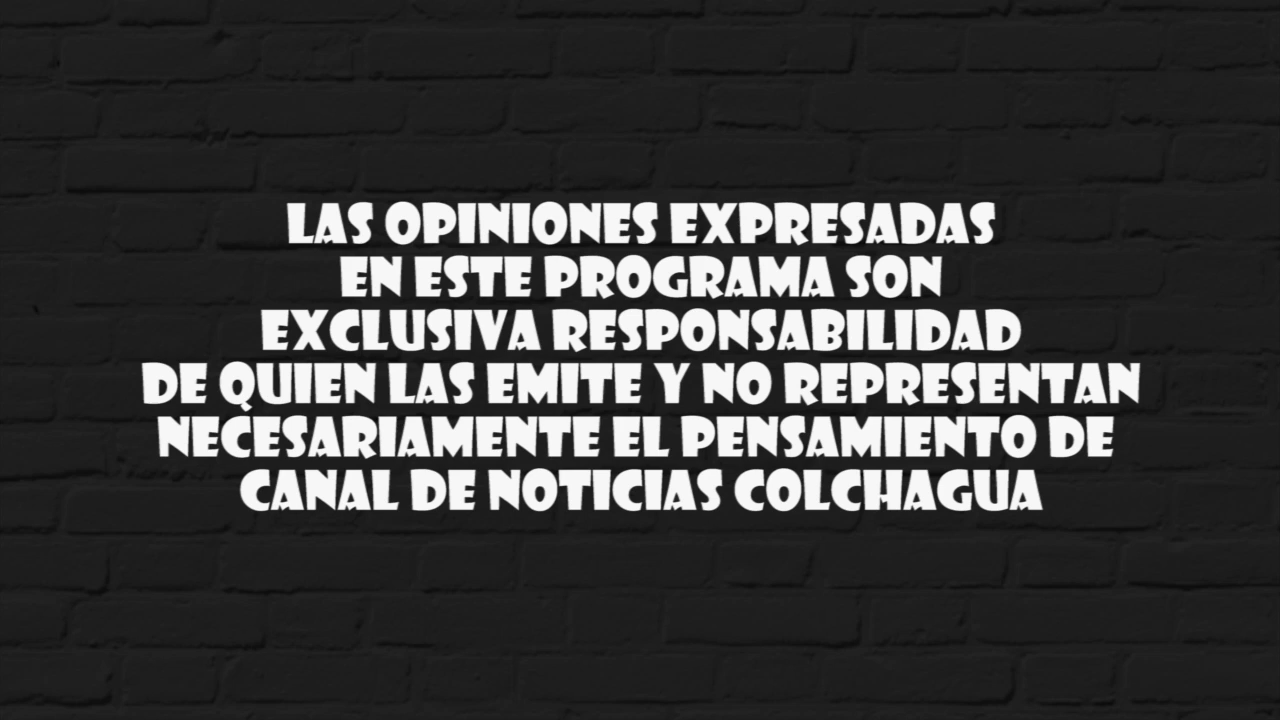 LAS OPINIONES EXPRESADAS
EN ESTE PROGRAMA SON
EXCLUSIVA RESPONSABILIDAD
DE QUIEN LAS EMITE Y NO REPRESENTAN
NECESARIAMENTE EL PENSAMIENTO DE
CANAL DE NOTICIAS COLCHAGUA